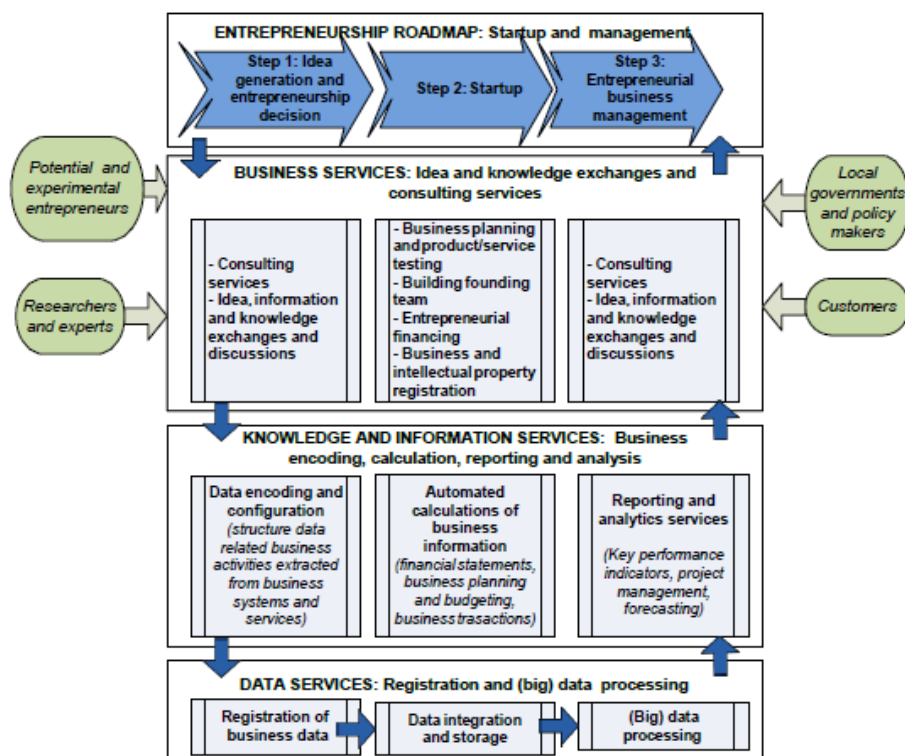 ENTREPRENEURSHIP ROADMAP: Startup and management
Step 1: Idea
generation and
entrepreneurship
decision
Step 2: Startup
Step 3:
Entrepreneurial
business
management
Potential and
experimental
entrepreneurs
Researchers
and experts
BUSINESS SERVICES: Idea and knowledge exchanges and
consulting services
- Consulting
services
- Idea, information
and knowledge
exchanges and
discussions
- Business planning
and product/service
testing
- Building founding
team
- Entrepreneurial
financing
- Business and
intellectual property
registration
- Consulting
services
- Idea, information
and knowledge
exchanges and
discussions
Local
governments
and policy
makers
Customers
KNOWLEDGE AND INFORMATION SERVICES: Business
encoding, calculation, reporting and analysis
Data encoding and
configuration
(structure data
related business
activities extracted
from business
systems and
services)
Automated
calculations of
business
information
(financial statements,
business planning
and budgeting,
business trasactions)
Reporting and
analytics services
(Key performance
indicators, project
management,
forecasting)
DATA SERVICES: Registration and (big) data processing
Registration of
business data
Data integration
and storage
(Big) data
processing